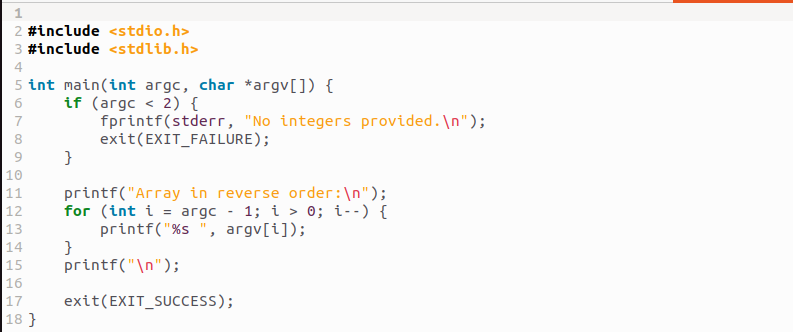 1
2 #include <stdio.h>
3 #include <stdlib.h>
4
5 int main(int argc, char *argv[]) {
6     if (argc < 2) {
7         fprintf(stderr, "No integers provided.\n");
8         exit(EXIT_FAILURE);
9     }
10
11     printf("Array in reverse order:\n");
12     for (int i = argc - 1; i > 0; i--) {
13         printf("%s ", argv[i]);
14     }
15     printf("\n");
16
17     exit(EXIT_SUCCESS);
18 }